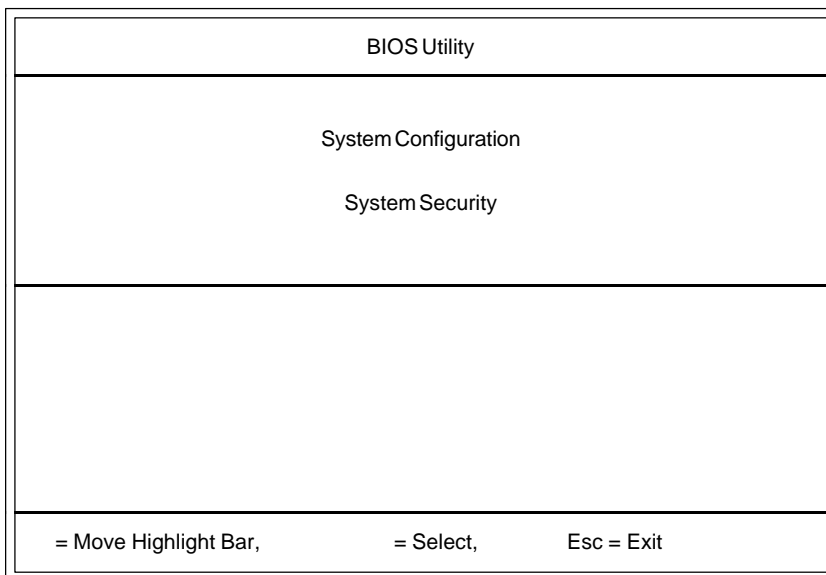 BIOS Utility
System Configuration
System Security
= Move Highlight Bar, = Select, Esc = Exit